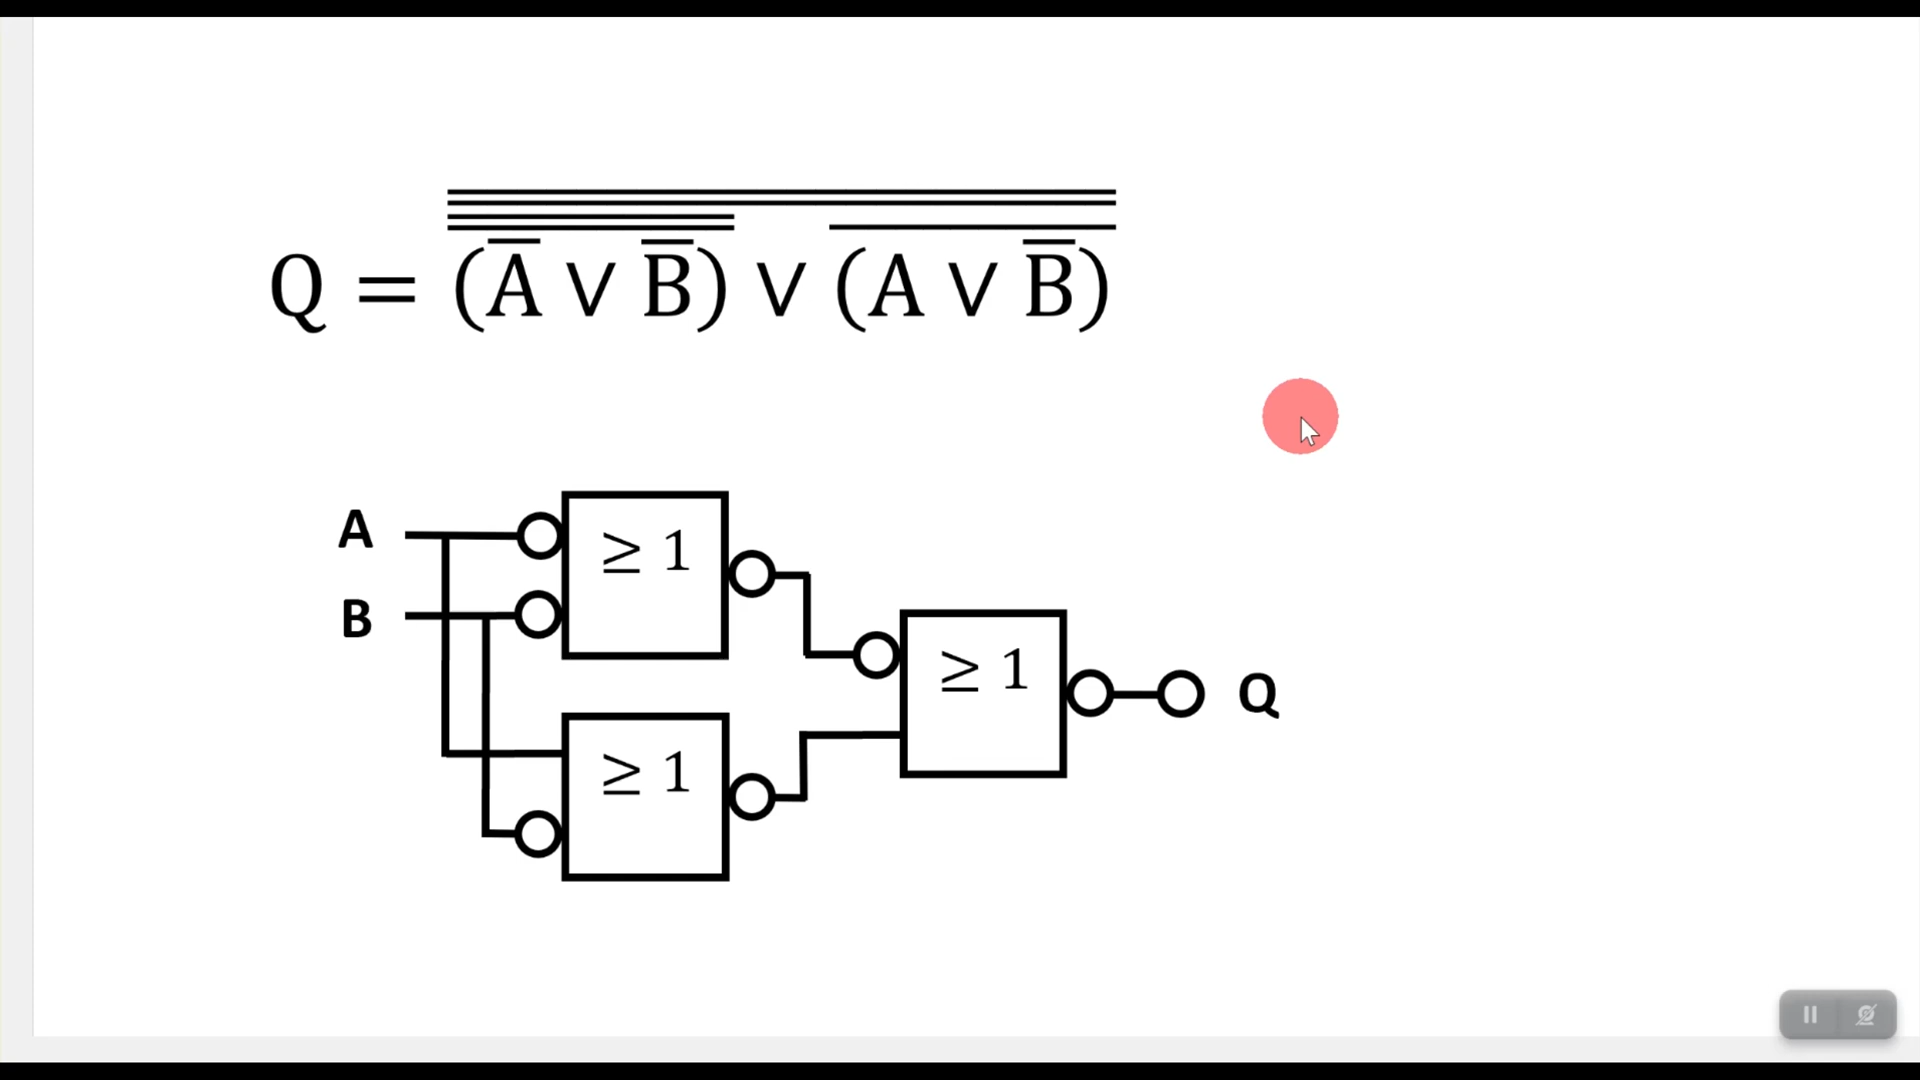 Q = (A̅ ∨ B̅) ∨ (A ∨ B̅)
A
B
≥ 1
≥ 1
≥ 1
Q